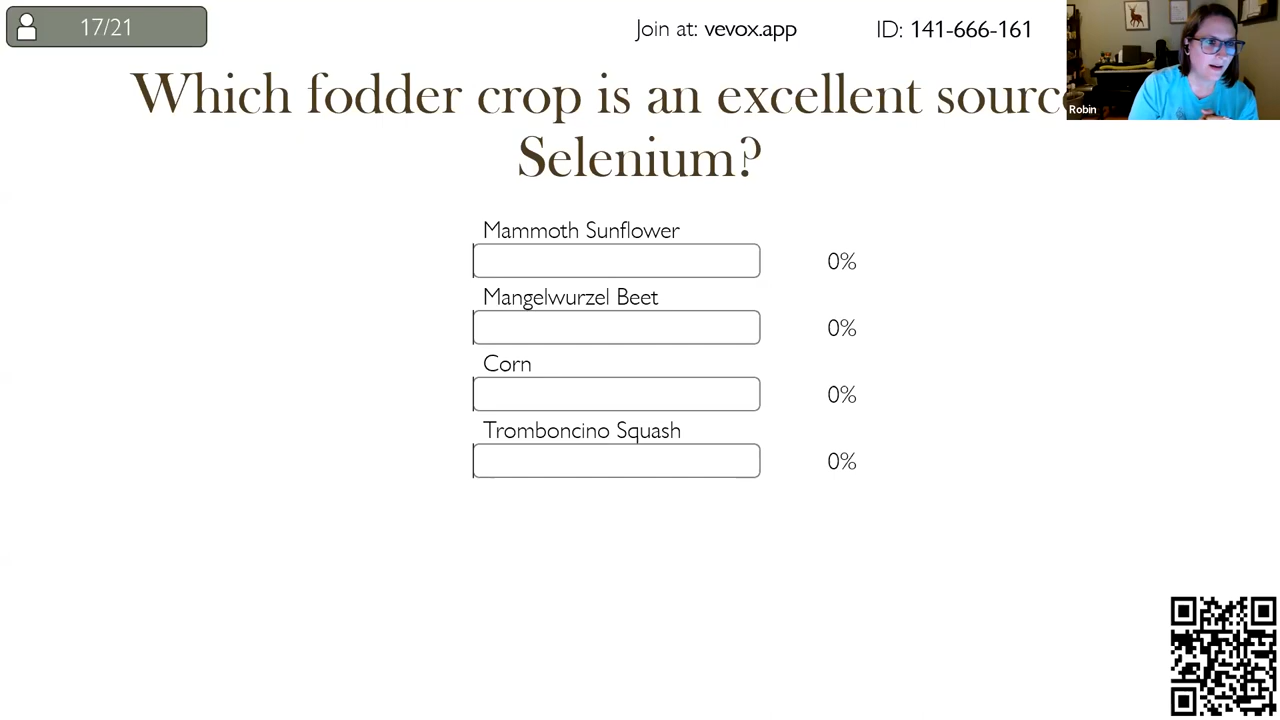 17/21
Join at: vevox.app
ID: 141-666-161
Robin
Which fodder crop is an excellent
Selenium?
Mammoth Sunflower
0%
Mangelwurzel Beet
0%
Corn
0%
Tromboncino Squash
0%